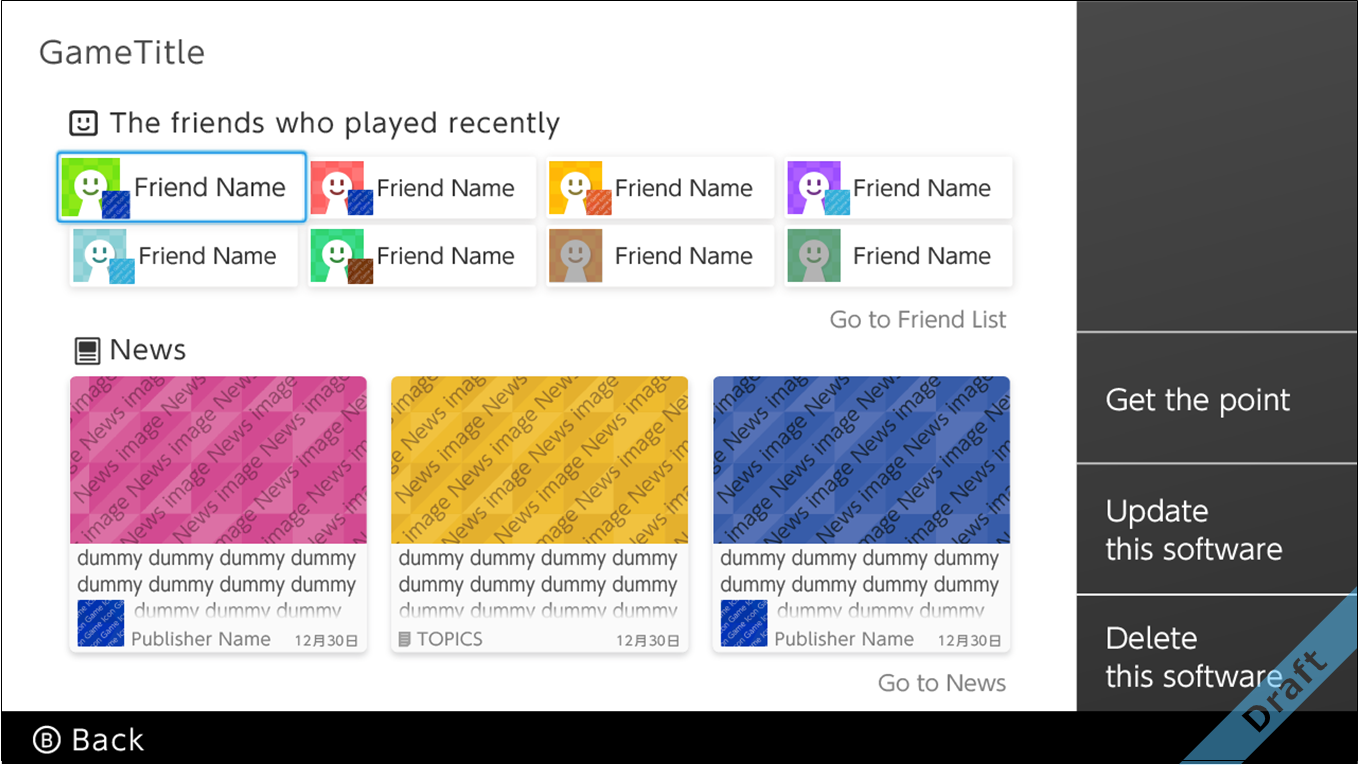 GameTitle
The friends who played recently
Friend Name
Friend Name
Friend Name
Friend Name
Friend Name
Friend Name
Friend Name
Friend Name
Go to Friend List
News
News image News image News image
News image News image News image
News image News image News image
dummy dummy dummy dummy
dummy dummy dummy dummy
dummy dummy dummy
Game Icon
Publisher Name 12月30日
dummy dummy dummy dummy
dummy dummy dummy dummy
dummy dummy dummy dummy
TOPICS 12月30日
dummy dummy dummy dummy
dummy dummy dummy dummy
dummy dummy dummy
Game Icon
Publisher Name 12月30日
Go to News
Get the point
Update
this software
Delete
this software
Draft
B Back